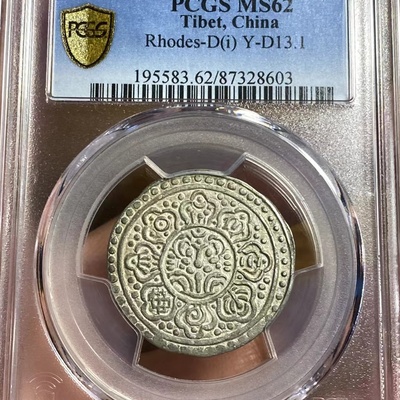 PCGS MS62
Tibet, China
Rhodes-D(i) Y-D13.1
195583.62/87328603
PCGS